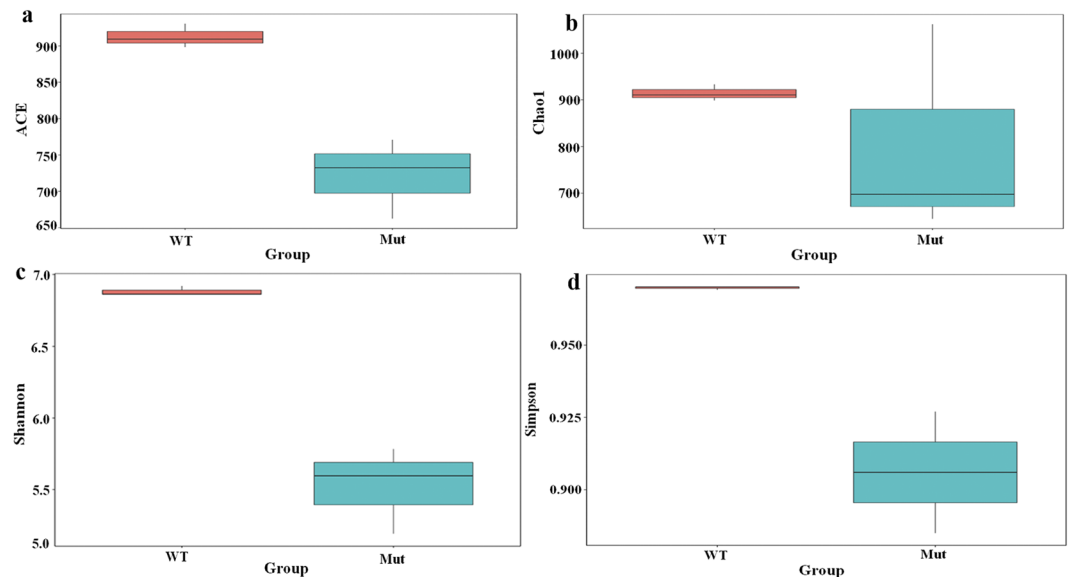 a
ACE
900
850
800
750
700
650
WT
Mut
Group
b
Chao1
1000
900
800
700
WT
Mut
Group
c
Shannon
7.0
6.5
6.0
5.5
5.0
WT
Mut
Group
d
Simpson
0.950
0.925
0.900
WT
Mut
Group